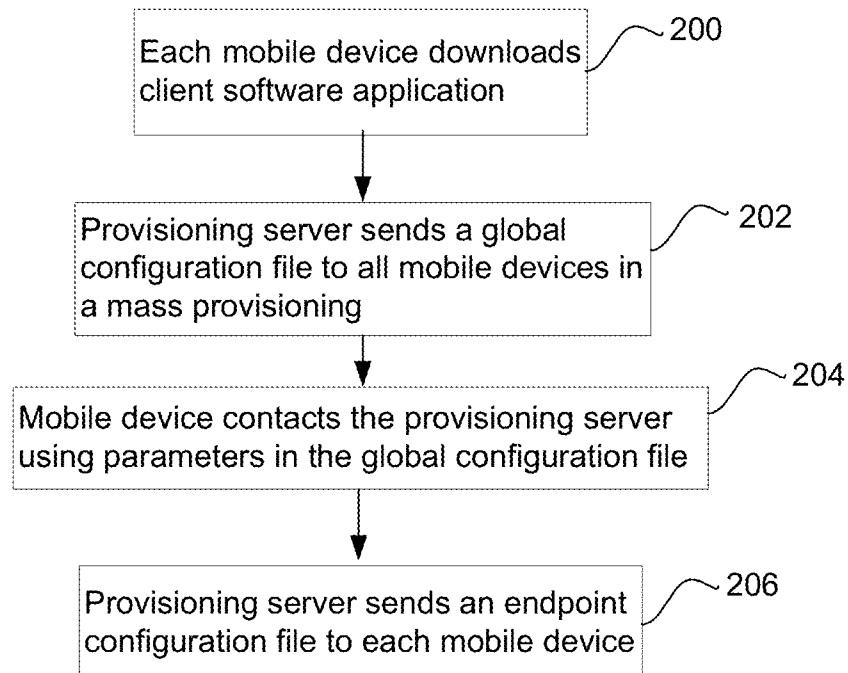 Each mobile device downloads
client software application
200
Provisioning server sends a global
configuration file to all mobile devices in
a mass provisioning
202
Mobile device contacts the provisioning server
using parameters in the global configuration file
204
Provisioning server sends an endpoint
configuration file to each mobile device
206